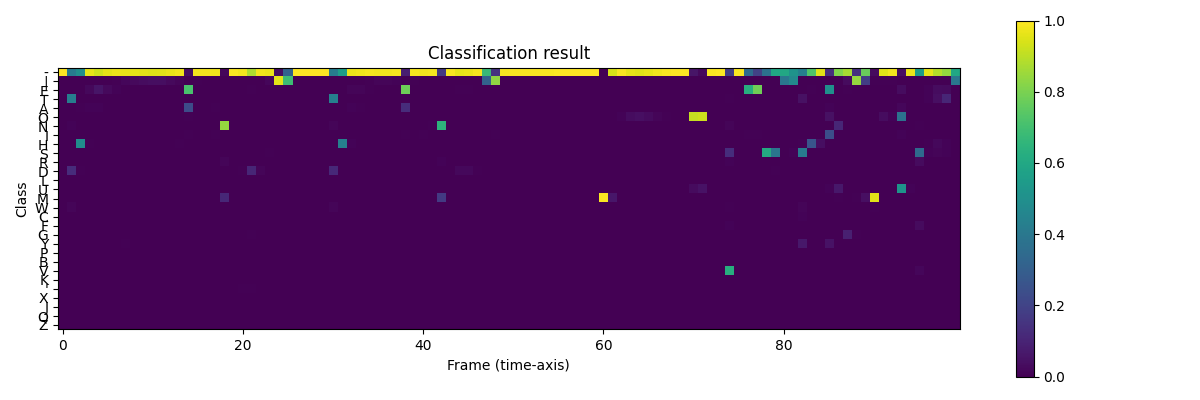 Classification result
Class
-
|
E
T
A
O
N
I
H
S
R
D
L
U
M
W
C
F
G
Y
P
B
V
K
'
X
J
Q
Z
0 20 40 60 80
Frame (time-axis)
1.0
0.8
0.6
0.4
0.2
0.0